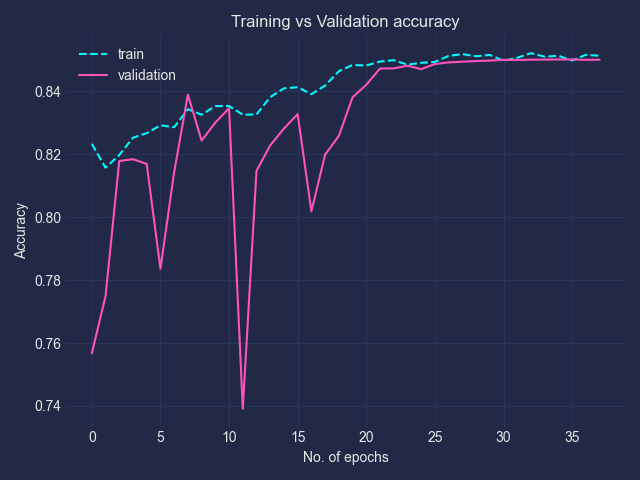 Training vs Validation accuracy
train
validation
Accuracy
0.84
0.82
0.80
0.78
0.76
0.74
0 5 10 15 20 25 30 35
No. of epochs